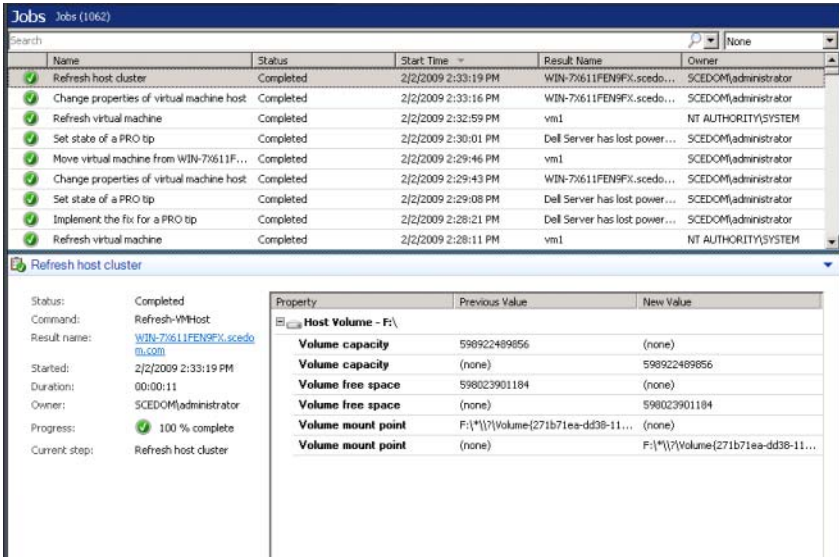 Jobs Jobs (1062)
Search None
Name Status Start Time Result Name Owner
Refresh host cluster Completed 2/2/2009 2:33:19 PM WIN-7X611FEN9FX.scedo... SCEDOM\administrator
Change properties of virtual machine host Completed 2/2/2009 2:33:16 PM WIN-7X611FEN9FX.scedo... SCEDOM\administrator
Refresh virtual machine Completed 2/2/2009 2:32:59 PM vm1 NT AUTHORITY\SYSTEM
Set state of a PRO tip Completed 2/2/2009 2:30:01 PM Dell Server has lost power... SCEDOM\administrator
Move virtual machine from WIN-7X611F... Completed 2/2/2009 2:29:46 PM vm1 SCEDOM\administrator
Change properties of virtual machine host Completed 2/2/2009 2:29:43 PM WIN-7X611FEN9FX.scedo... SCEDOM\administrator
Set state of a PRO tip Completed 2/2/2009 2:29:08 PM Dell Server has lost power... SCEDOM\administrator
Implement the fix for a PRO tip Completed 2/2/2009 2:28:21 PM Dell Server has lost power... SCEDOM\administrator
Refresh virtual machine Completed 2/2/2009 2:28:11 PM vm1 NT AUTHORITY\SYSTEM
Refresh host cluster
Status: Completed
Command: Refresh-VMHost
Result name: WIN-7X611FEN9FX.scedo
m.com
Started: 2/2/2009 2:33:19 PM
Duration: 00:00:11
Owner: SCEDOM\administrator
Progress: 100 % complete
Current step: Refresh host cluster
Property Previous Value New Value
Host Volume - F:\
Volume capacity 598922489856 (none)
Volume capacity (none) 598922489856
Volume free space 598023901184 (none)
Volume free space (none) 598023901184
Volume mount point F:\*\\?\Volume{271b71ea-dd38-11... (none)
Volume mount point (none) F:\*\\?\Volume{271b71ea-dd38-11...